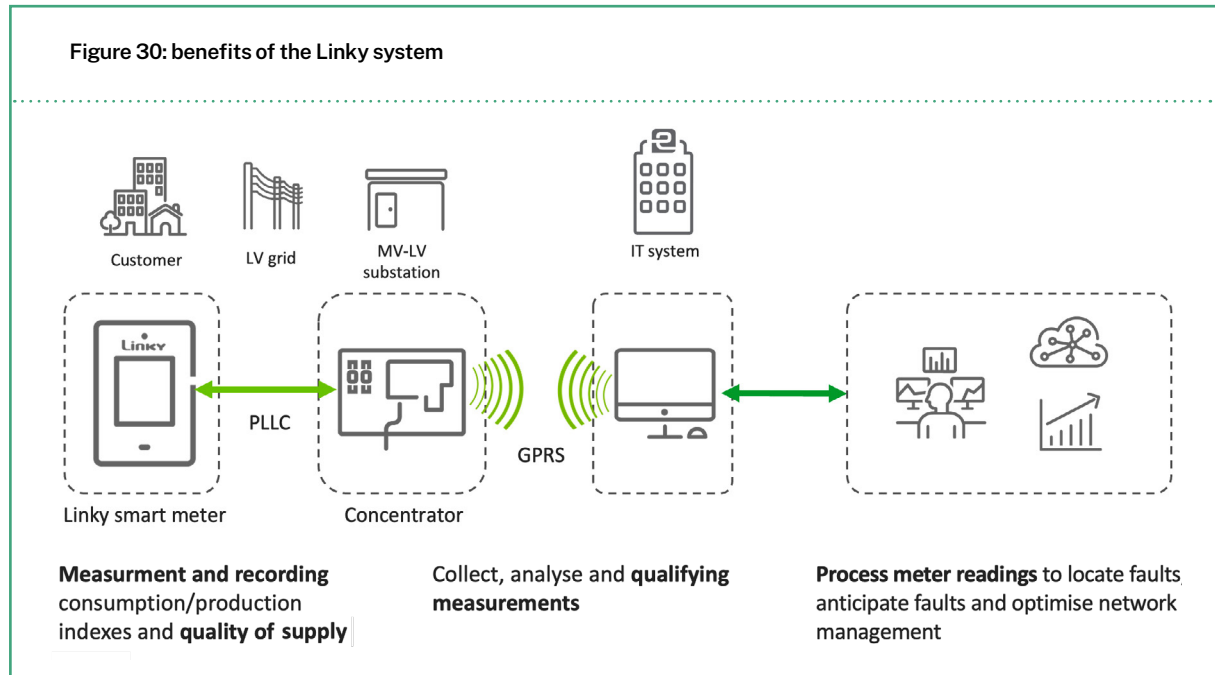 Figure 30: benefits of the Linky system
Customer
LV grid
MV-LV
substation
IT system
Linky
PLLC
GPRS
Linky smart meter
Concentrator
Measurment and recording
consumption/production
indexes and quality of supply
Collect, analyse and qualifying
measurements
Process meter readings to locate faults,
anticipate faults and optimise network
management